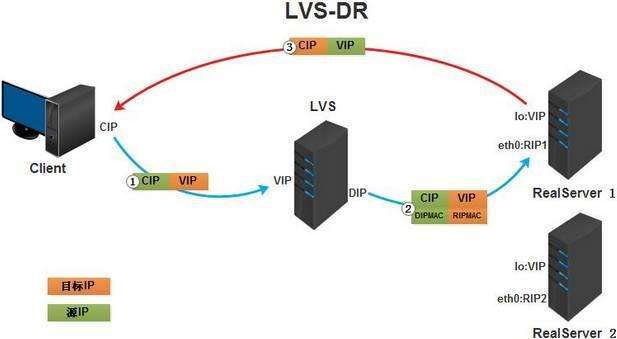 LVS-DR
③ CIP VIP
LVS
CIP
Client
① CIP VIP
VIP
DIP
② CIP VIP
DIPMAC RIPMAC
lo:VIP
eth0:RIP1
RealServer 1
lo:VIP
eth0:RIP2
RealServer 2
目标IP
源IP